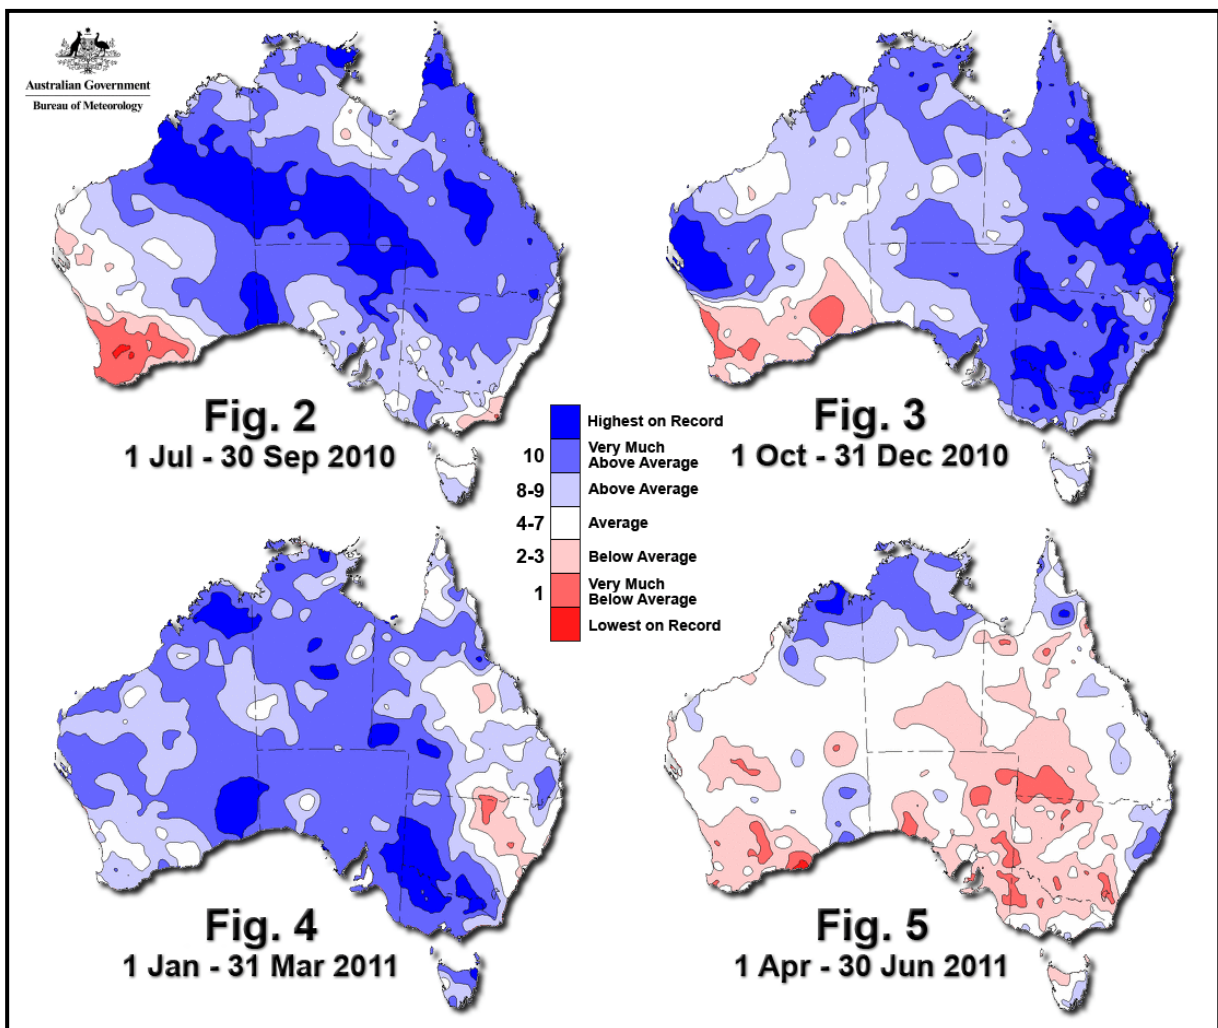 Australian Government
Bureau of Meteorology
Fig. 2
1 Jul - 30 Sep 2010
Fig. 3
1 Oct - 31 Dec 2010
Highest on Record
10 Very Much
Above Average
8-9 Above Average
4-7 Average
2-3 Below Average
1 Very Much
Below Average
Lowest on Record
Fig. 4
1 Jan - 31 Mar 2011
Fig. 5
1 Apr - 30 Jun 2011